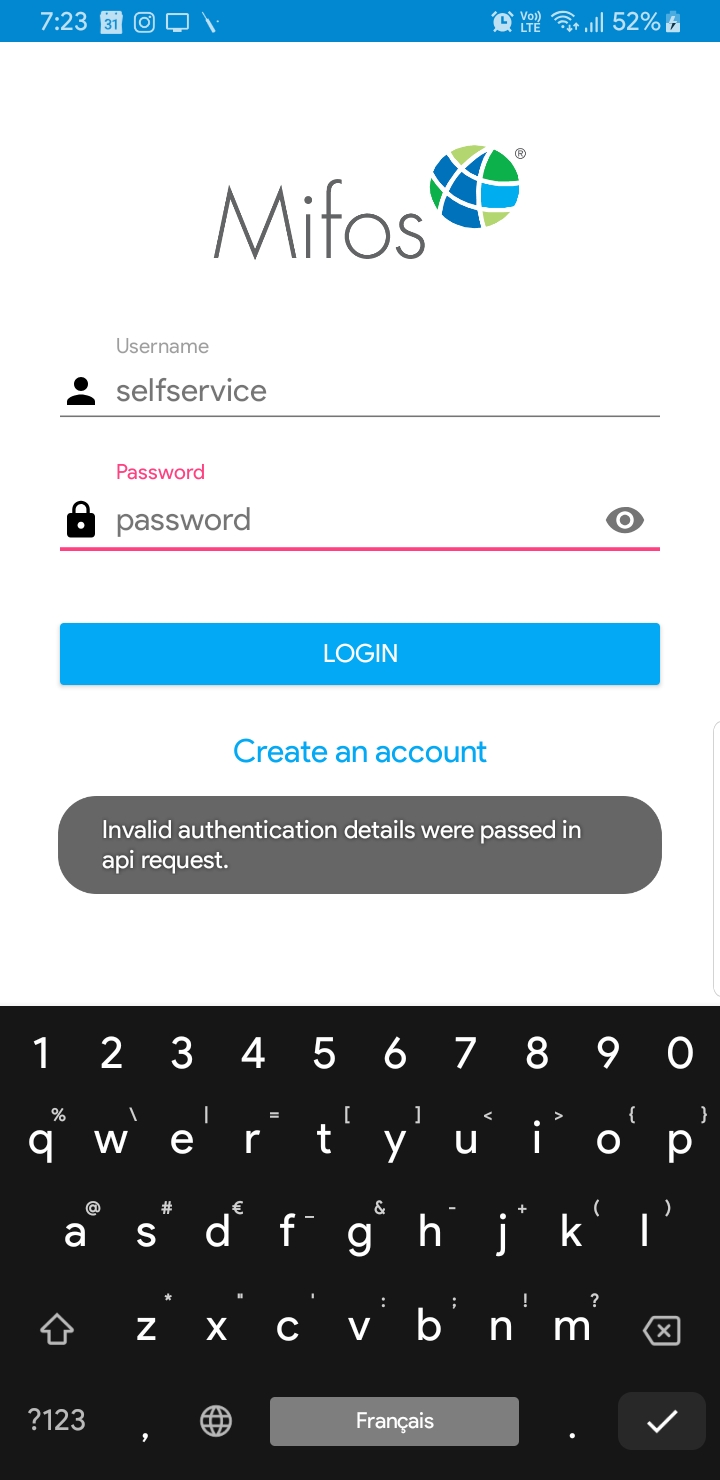 7:23 31 Vo)) LTE 52%
Mifos ®
Username
selfservice
Password
password
LOGIN
Create an account
Invalid authentication details were passed in
api request.
1 2 3 4 5 6 7 8 9 0
% \ | = [ ] < > { }
q w e r t y u i o p
@ # € _ & - + ( )
a s d f g h j k l
* " ' : ; ! ?
z x c v b n m
?123 , Français .